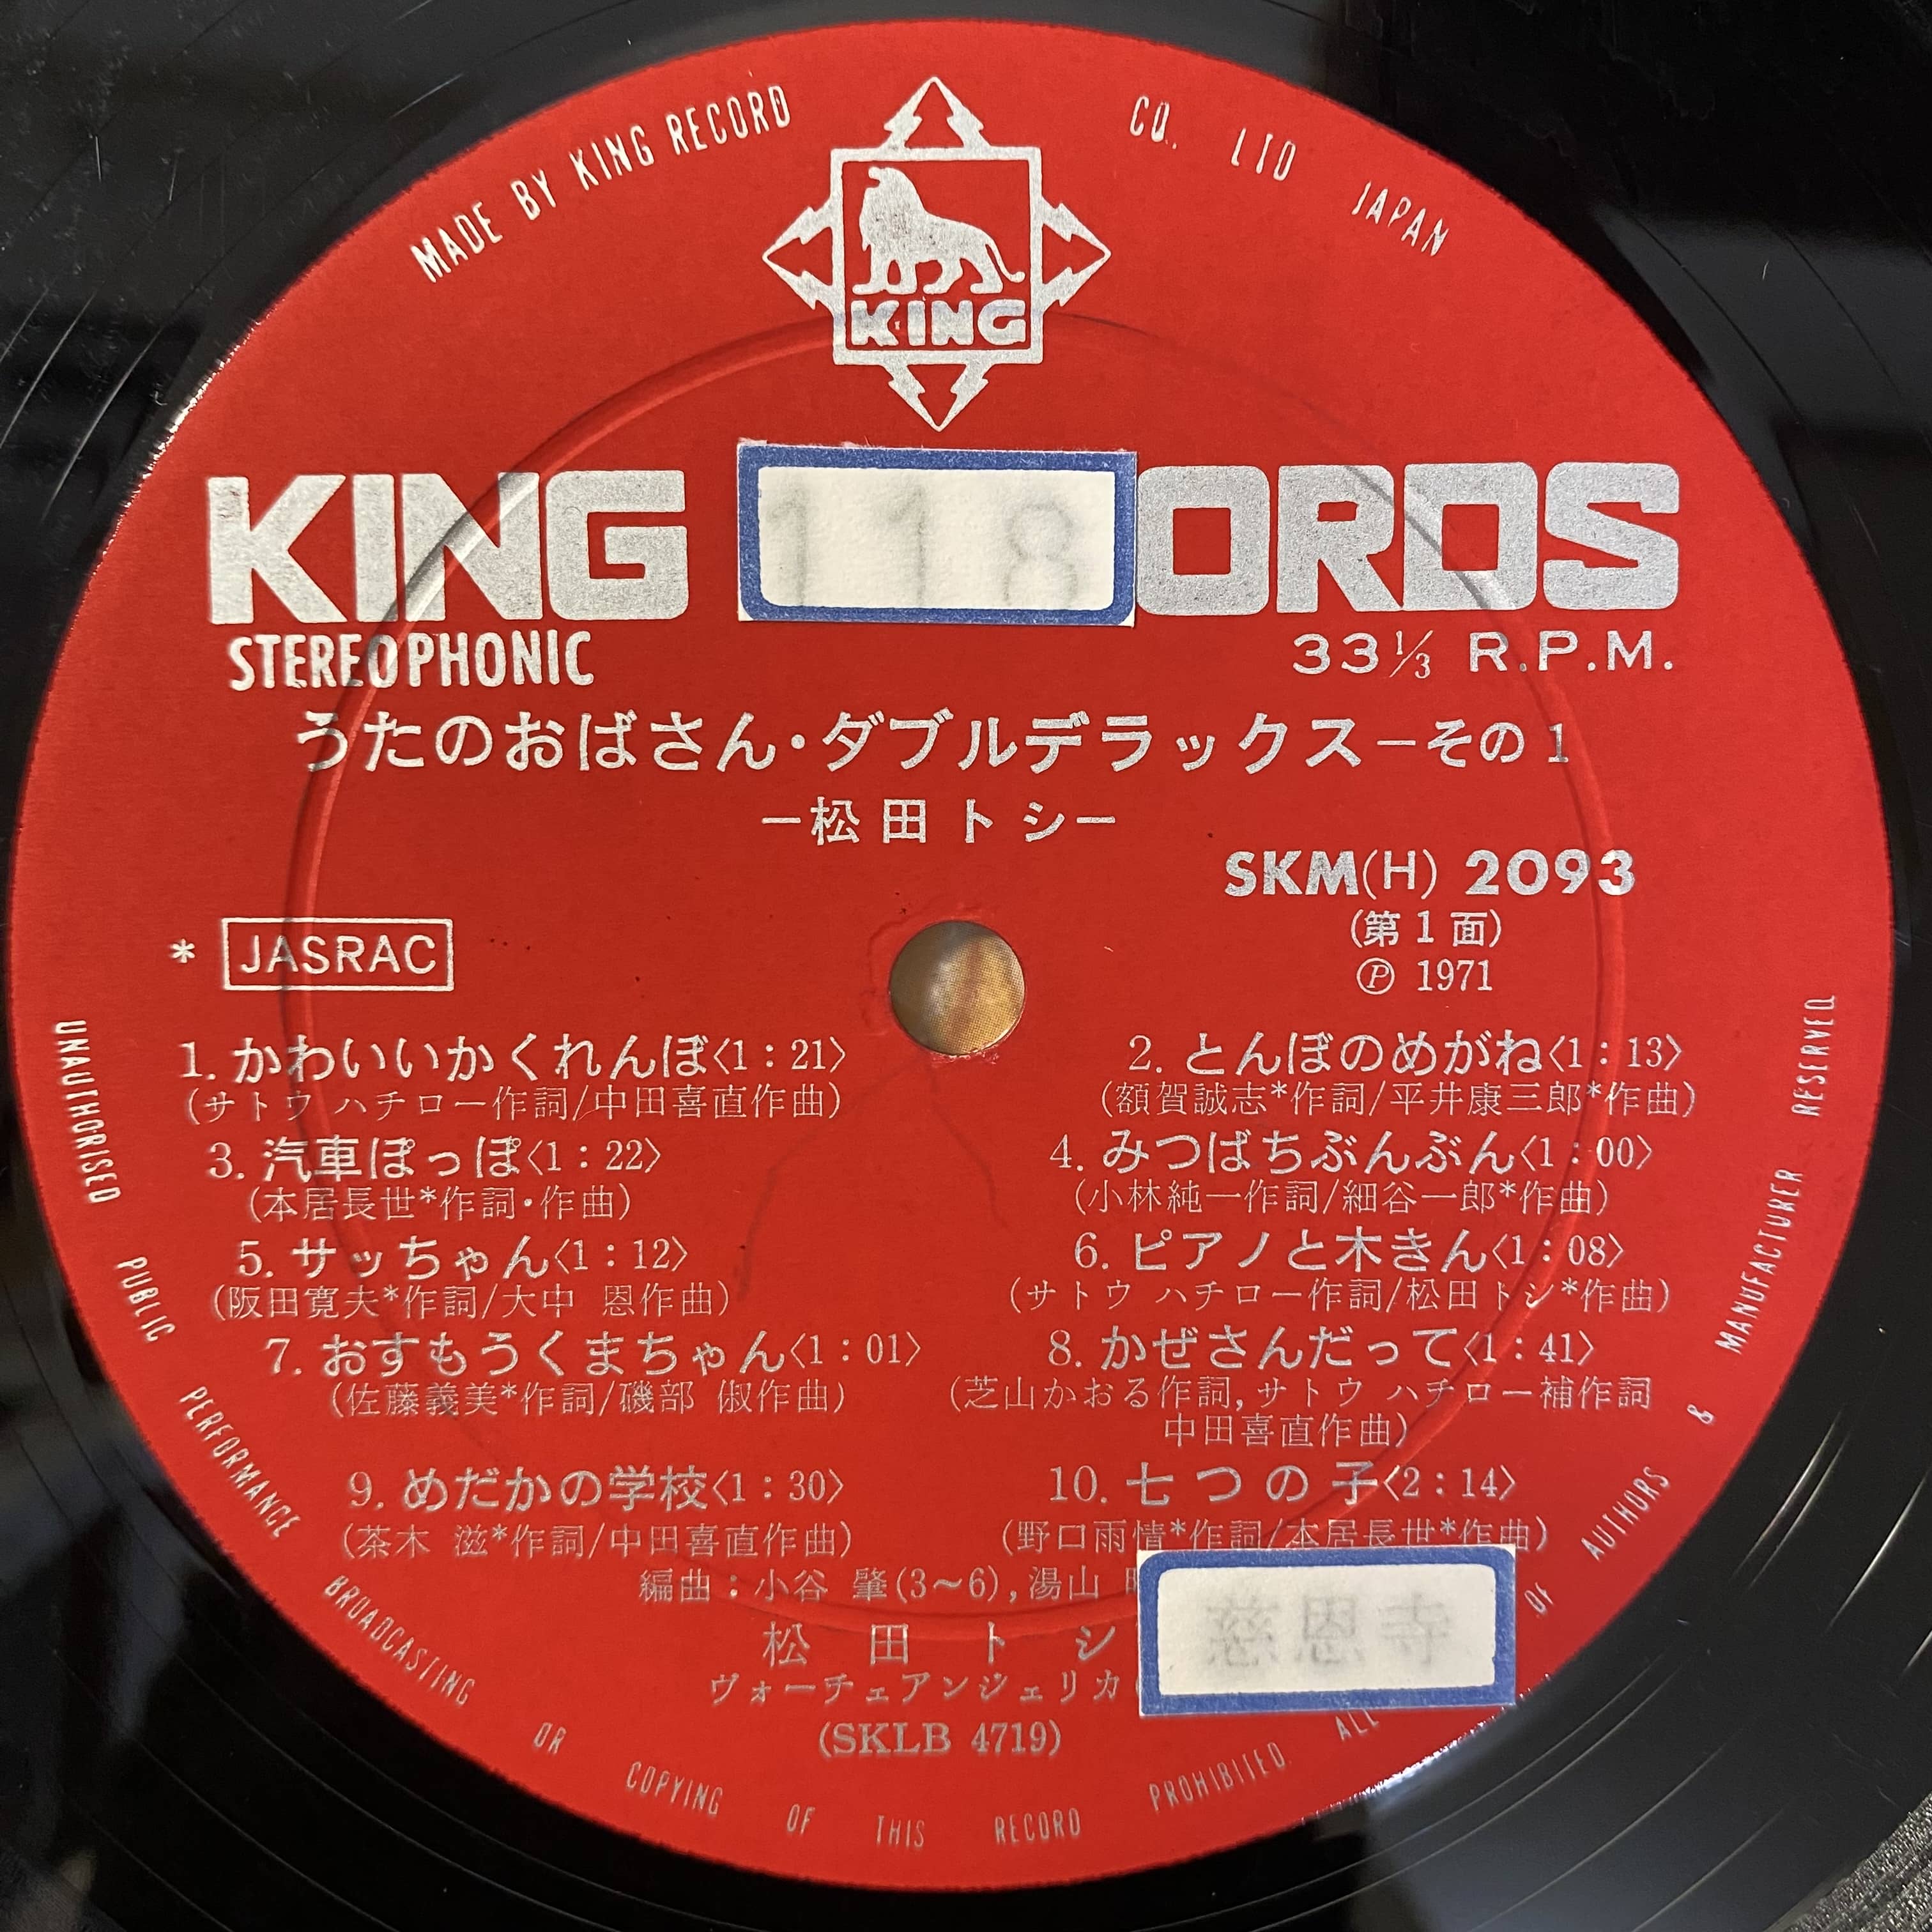 MADE BY KING RECORD CO. LTD JAPAN
KING
KING ORDS
118
STEREOPHONIC
33⅓ R.P.M.
うたのおばさん・ダブルデラックス－その1
－松田トシ－
SKM(H) 2093
(第1面)
* JASRAC
Ⓟ 1971
1. かわいいかくれんぼ〈1：21〉
(サトウ ハチロー作詞/中田喜直作曲)
2. とんぼのめがね〈1：13〉
(額賀誠志*作詞/平井康三郎*作曲)
3. 汽車ぽっぽ〈1：22〉
(本居長世*作詞・作曲)
4. みつばちぶんぶん〈1：00〉
(小林純一作詞/細谷一郎*作曲)
5. サッちゃん〈1：12〉
(阪田寛夫*作詞/大中 恩作曲)
6. ピアノと木きん〈1：08〉
(サトウ ハチロー作詞/松田トシ*作曲)
7. おすもうくまちゃん〈1：01〉
(佐藤義美*作詞/磯部 俶作曲)
8. かぜさんだって〈1：41〉
(芝山かおる作詞,サトウ ハチロー補作詞
中田喜直作曲)
9. めだかの学校〈1：30〉
(茶木 滋*作詞/中田喜直作曲)
10. 七つの子〈2：14〉
(野口雨情*作詞/本居長世*作曲)
編曲：小谷 肇(3～6),湯山
松田トシ
ヴォーチェアンジェリカ(
慈恩寺
(SKLB 4719)
UNAUTHORISED PUBLIC PERFORMANCE BROADCASTING OR COPYING OF THIS RECORD PROHIBITED. ALL OF AUTHORS & MANUFACTURER RESERVED